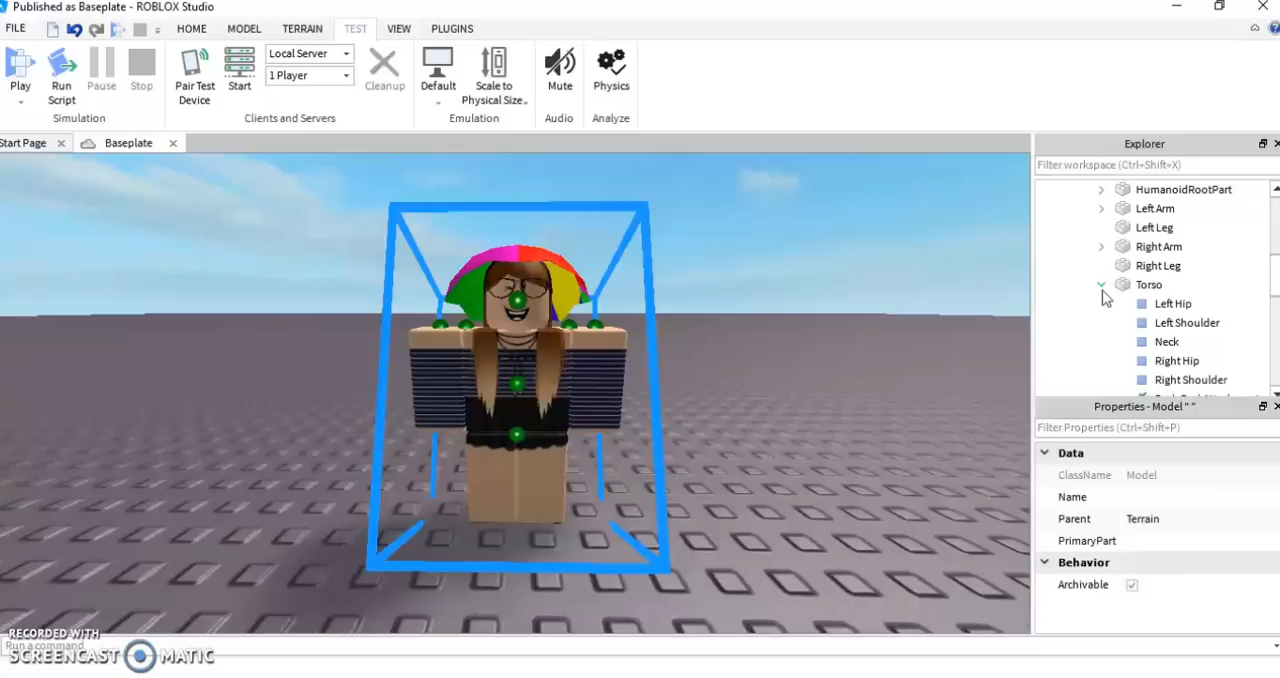 Published as Baseplate - ROBLOX Studio
FILE HOME MODEL TERRAIN TEST VIEW PLUGINS
Play Run Script Pause Stop
Simulation
Pair Test Device Start Local Server 1 Player Cleanup
Clients and Servers
Default Scale to Physical Size..
Emulation
Mute
Audio
Physics
Analyze
Start Page Baseplate
Explorer
Filter workspace (Ctrl+Shift+X)
HumanoidRootPart
Left Arm
Left Leg
Right Arm
Right Leg
Torso
Left Hip
Left Shoulder
Neck
Right Hip
Right Shoulder
Properties - Model " "
Filter Properties (Ctrl+Shift+P)
Data
ClassName Model
Name
Parent Terrain
PrimaryPart
Behavior
Archivable
RECORDED WITH
Run a command
SCREENCAST MATIC